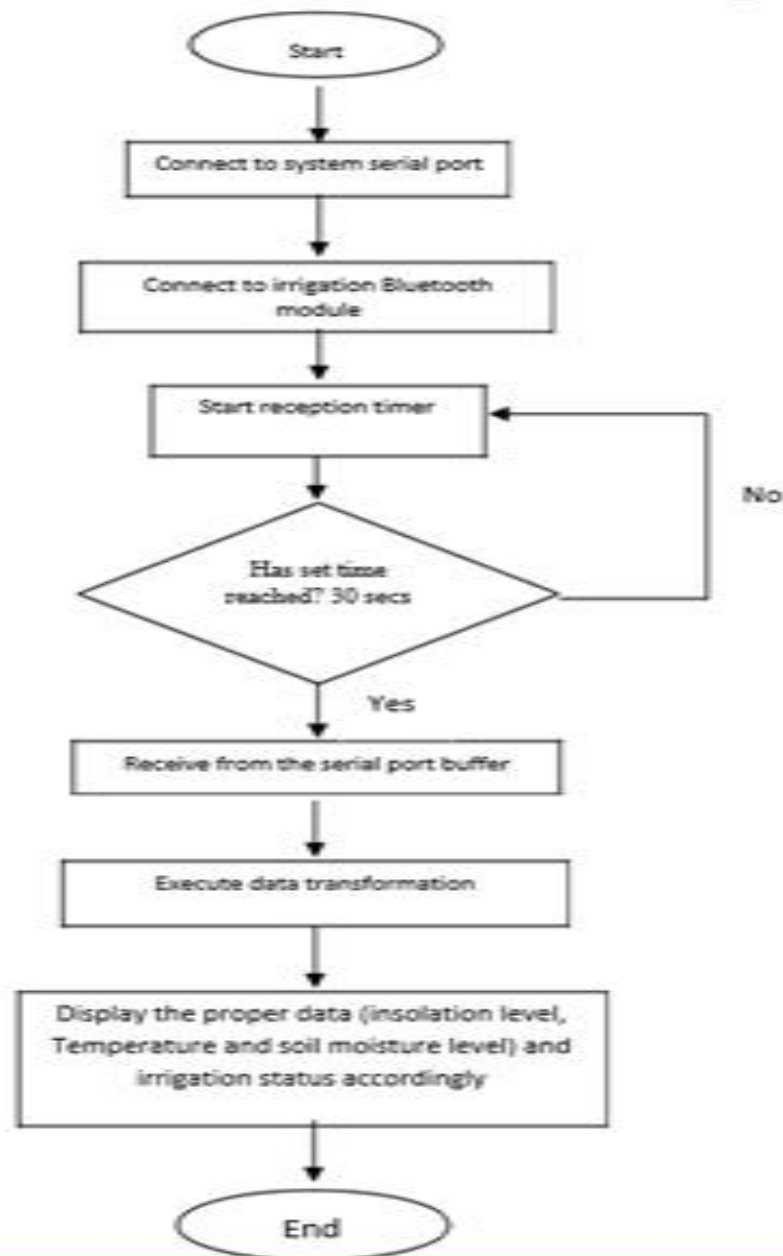 Start
Connect to system serial port
Connect to irrigation Bluetooth
module
Start reception timer
No
Has set time
reached? 30 secs
Yes
Receive from the serial port buffer
Execute data transformation
Display the proper data (insolation level,
Temperature and soil moisture level) and
irrigation status accordingly
End